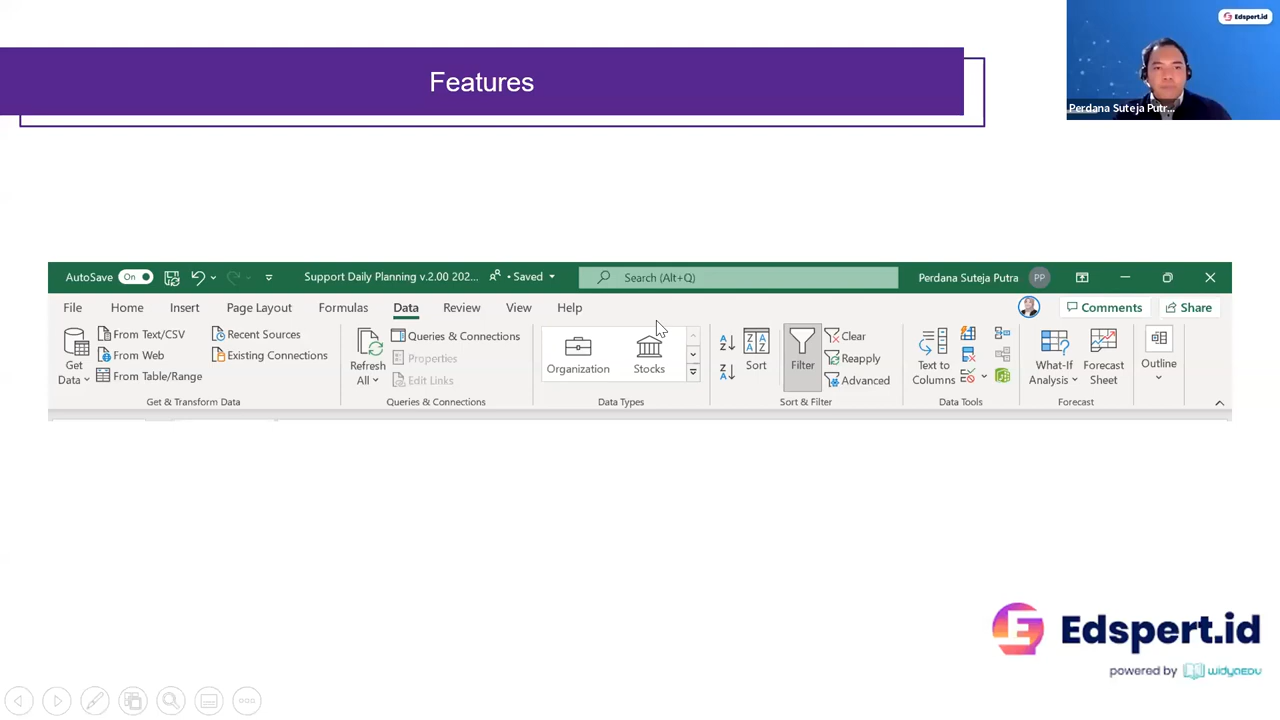 Edspert.id
Features
Perdana Suteja Putr...
AutoSave On
Support Daily Planning v.2.00 202... • Saved
Search (Alt+Q)
Perdana Suteja Putra PP
File Home Insert Page Layout Formulas Data Review View Help
Comments Share
Get Data
From Text/CSV
From Web
From Table/Range
Recent Sources
Existing Connections
Get & Transform Data
Refresh All
Queries & Connections
Properties
Edit Links
Queries & Connections
Organization
Stocks
Data Types
Sort
Filter
Clear
Reapply
Advanced
Sort & Filter
Text to
Columns
Data Tools
What-If
Analysis
Forecast
Sheet
Forecast
Outline
Edspert.id
powered by WIDYAEDU